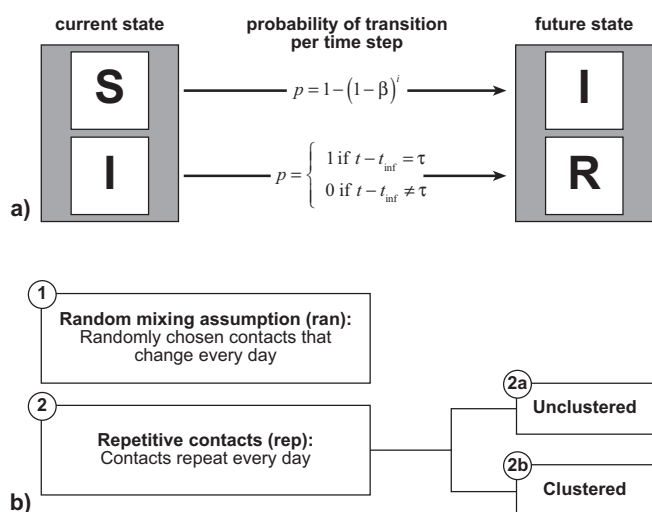 current state
probability of transition
per time step
future state
S
p = 1 − (1 − β)^i
I
I
p = { 1 if t − t_inf = τ
0 if t − t_inf ≠ τ
R
a)
1
Random mixing assumption (ran):
Randomly chosen contacts that
change every day
2
Repetitive contacts (rep):
Contacts repeat every day
2a
Unclustered
2b
Clustered
b)